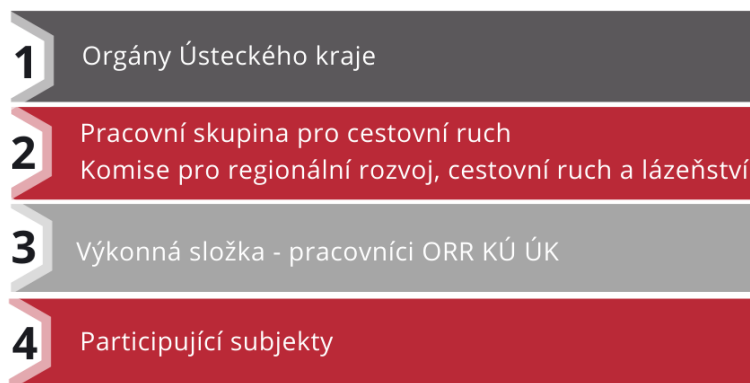 1 Orgány Ústeckého kraje
2 Pracovní skupina pro cestovní ruch
Komise pro regionální rozvoj, cestovní ruch a lázeňství
3 Výkonná složka - pracovníci ORR KÚ ÚK
4 Participující subjekty